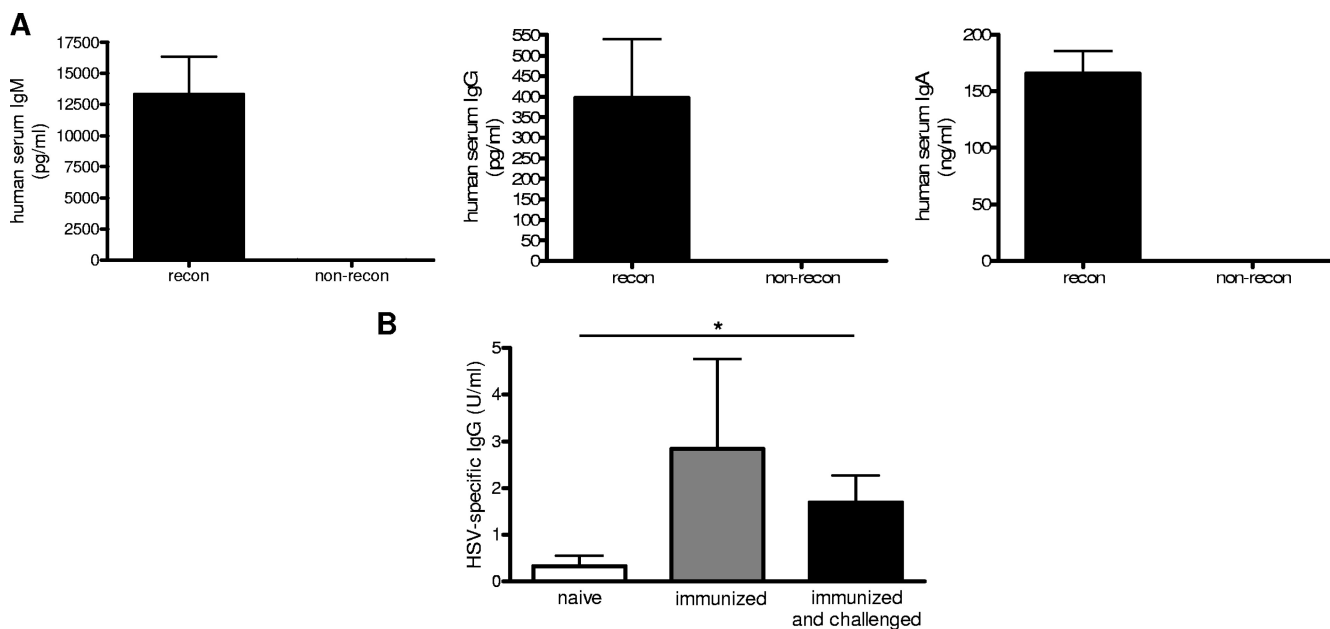 A
human serum IgM
(pg/ml)
17500
15000
12500
10000
7500
5000
2500
0
recon
non-recon
human serum IgG
(pg/ml)
550
500
450
400
350
300
250
200
150
100
50
0
recon
non-recon
human serum IgA
(ng/ml)
200
150
100
50
0
recon
non-recon
B
*
HSV-specific IgG (U/ml)
5
4
3
2
1
0
naive
immunized
immunized
and challenged